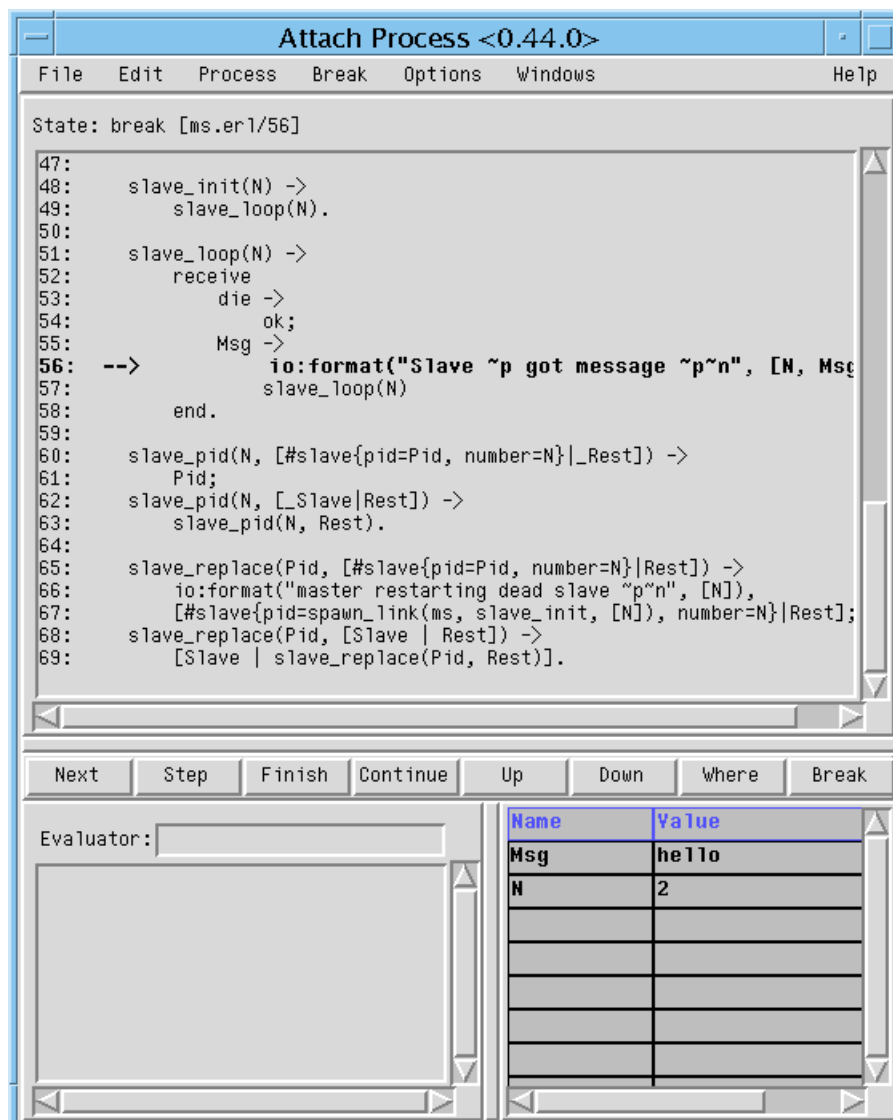 Attach Process <0.44.0>
File Edit Process Break Options Windows Help
State: break [ms.erl/56]
47:
48: slave_init(N) ->
49: slave_loop(N).
50:
51: slave_loop(N) ->
52: receive
53: die ->
54: ok;
55: Msg ->
56: --> io:format("Slave ~p got message ~p~n", [N, Msg
57: slave_loop(N)
58: end.
59:
60: slave_pid(N, [#slave{pid=Pid, number=N}|_Rest]) ->
61: Pid;
62: slave_pid(N, [_Slave|Rest]) ->
63: slave_pid(N, Rest).
64:
65: slave_replace(Pid, [#slave{pid=Pid, number=N}|Rest]) ->
66: io:format("master restarting dead slave ~p~n", [N]),
67: [#slave{pid=spawn_link(ms, slave_init, [N]), number=N}|Rest];
68: slave_replace(Pid, [Slave | Rest]) ->
69: [Slave | slave_replace(Pid, Rest)].
Next Step Finish Continue Up Down Where Break
Evaluator:
Name Value
Msg hello
N 2